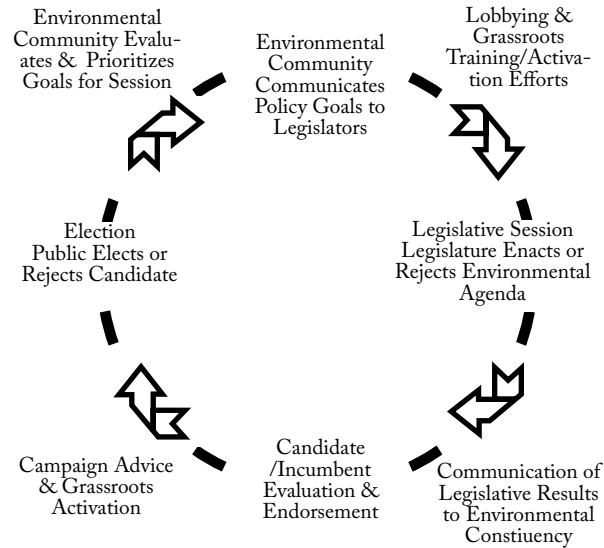 Environmental
Community Evalu-
ates & Prioritizes
Goals for Session
Environmental
Community
Communicates
Policy Goals to
Legislators
Lobbying &
Grassroots
Training/Activa-
tion Efforts
Legislative Session
Legislature Enacts or
Rejects Environmental
Agenda
Communication of
Legislative Results
to Environmental
Constiuency
Candidate
/Incumbent
Evaluation &
Endorsement
Campaign Advice
& Grassroots
Activation
Election
Public Elects or
Rejects Candidate